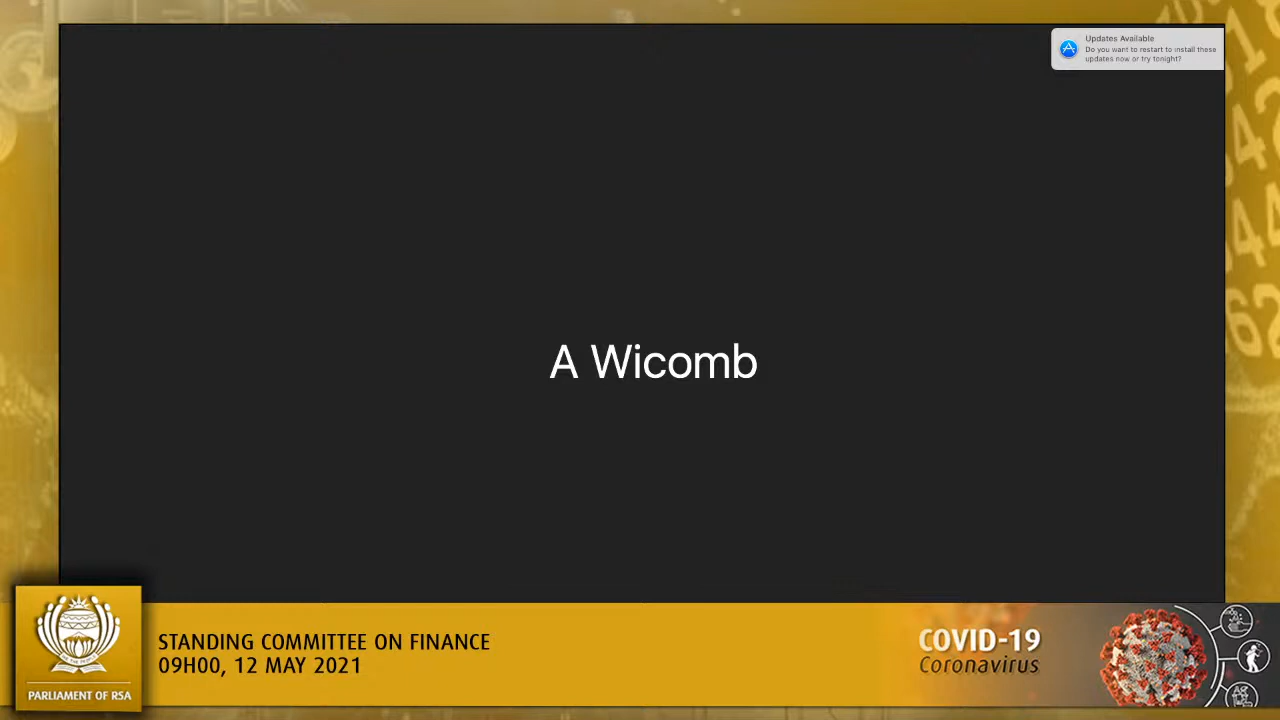 Updates Available
Do you want to restart to install these
updates now or try tonight?
A Wicomb
STANDING COMMITTEE ON FINANCE
09H00, 12 MAY 2021
PARLIAMENT OF RSA
COVID-19
Coronavirus